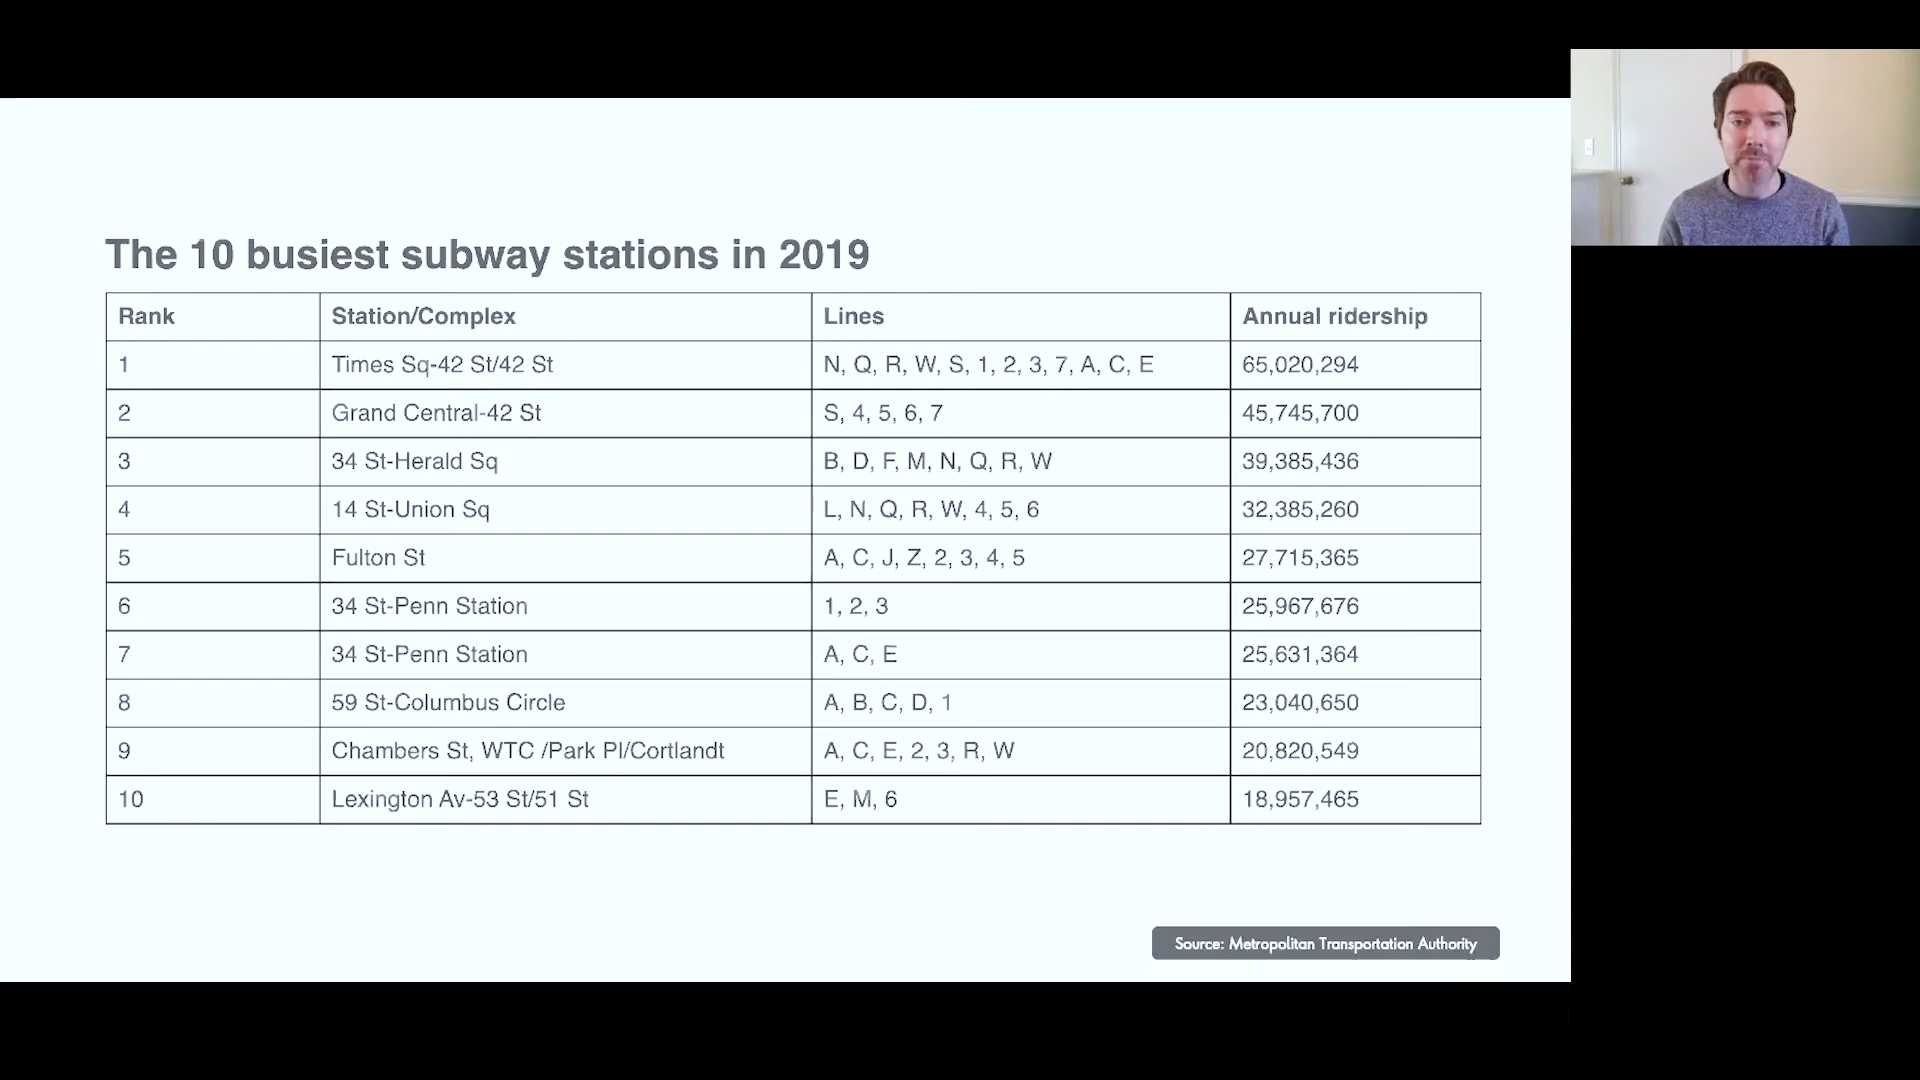 The 10 busiest subway stations in 2019
Rank Station/Complex Lines Annual ridership
1 Times Sq-42 St/42 St N, Q, R, W, S, 1, 2, 3, 7, A, C, E 65,020,294
2 Grand Central-42 St S, 4, 5, 6, 7 45,745,700
3 34 St-Herald Sq B, D, F, M, N, Q, R, W 39,385,436
4 14 St-Union Sq L, N, Q, R, W, 4, 5, 6 32,385,260
5 Fulton St A, C, J, Z, 2, 3, 4, 5 27,715,365
6 34 St-Penn Station 1, 2, 3 25,967,676
7 34 St-Penn Station A, C, E 25,631,364
8 59 St-Columbus Circle A, B, C, D, 1 23,040,650
9 Chambers St, WTC /Park Pl/Cortlandt A, C, E, 2, 3, R, W 20,820,549
10 Lexington Av-53 St/51 St E, M, 6 18,957,465
Source: Metropolitan Transportation Authority